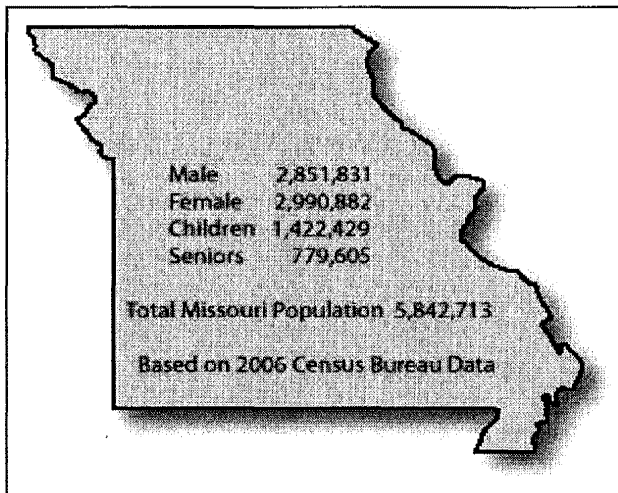 Male 2,851,831
Female 2,990,882
Children 1,422,429
Seniors 779,605
Total Missouri Population 5,842,713
Based on 2006 Census Bureau Data